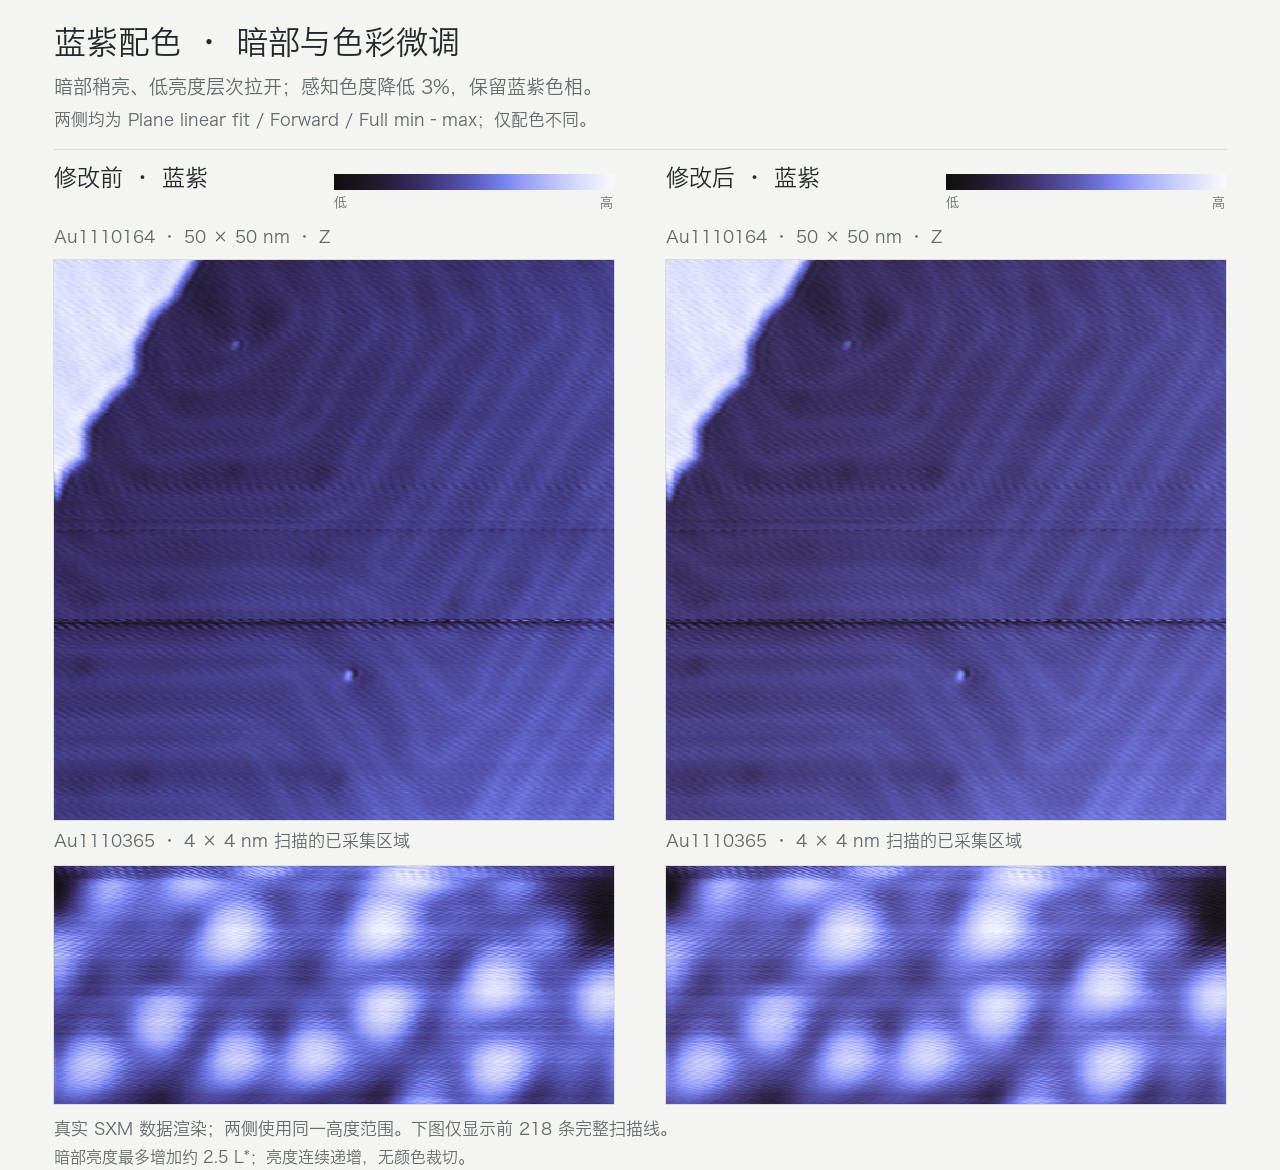 蓝紫配色 · 暗部与色彩微调
暗部稍亮、低亮度层次拉开；感知色度降低 3%，保留蓝紫色相。
两侧均为 Plane linear fit / Forward / Full min - max；仅配色不同。
修改前 · 蓝紫
低 高
Au1110164 · 50 × 50 nm · Z
Au1110365 · 4 × 4 nm 扫描的已采集区域
修改后 · 蓝紫
低 高
Au1110164 · 50 × 50 nm · Z
Au1110365 · 4 × 4 nm 扫描的已采集区域
真实 SXM 数据渲染；两侧使用同一高度范围。下图仅显示前 218 条完整扫描线。
暗部亮度最多增加约 2.5 L*；亮度连续递增，无颜色裁切。